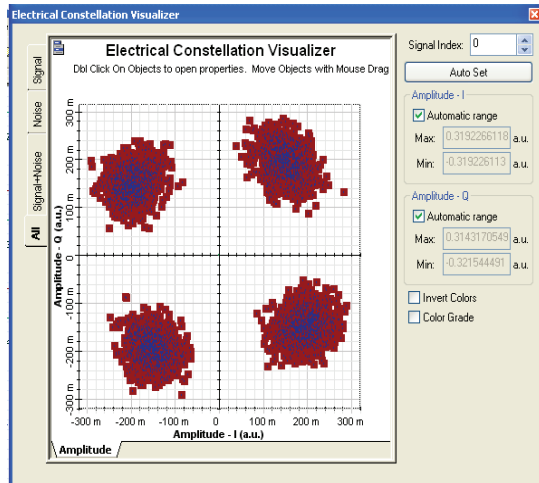 Electrical Constellation Visualizer
Signal Index: 0
Auto Set
Amplitude - I
Automatic range
Max: 0.319226118 a.u.
Min: -0.319226113 a.u.
Amplitude - Q
Automatic range
Max: 0.3143170549 a.u.
Min: -0.321544491 a.u.
Invert Colors
Color Grade
Signal
Noise
Signal+Noise
All
Electrical Constellation Visualizer
Dbl Click On Objects to open properties. Move Objects with Mouse Drag
Amplitude - Q (a.u.)
300 m
200 m
100 m
0
-100 m
-200 m
-300 m
-300 m -200 m -100 m 0 100 m 200 m 300 m
Amplitude - I (a.u.)
Amplitude